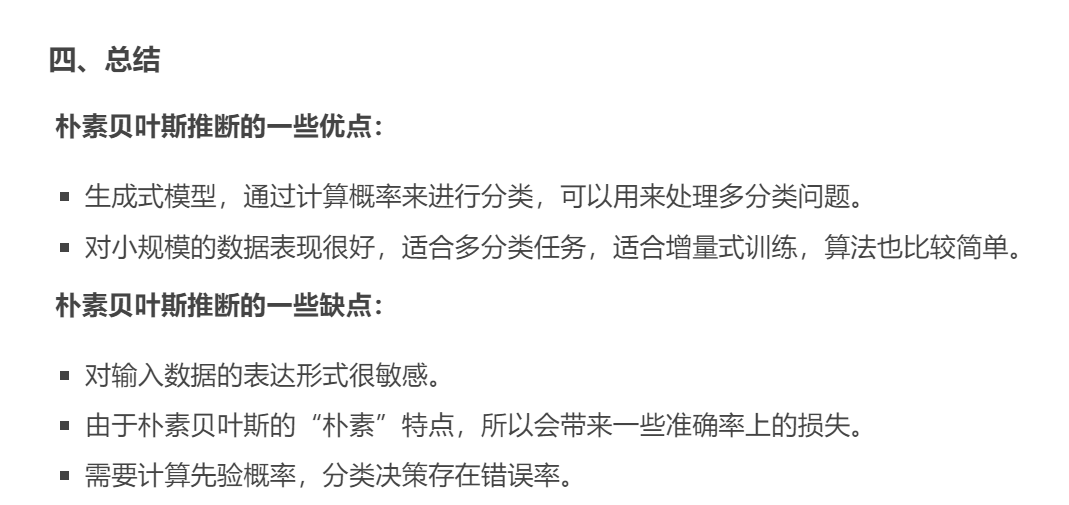 四、总结
朴素贝叶斯推断的一些优点：
▪ 生成式模型，通过计算概率来进行分类，可以用来处理多分类问题。
▪ 对小规模的数据表现很好，适合多分类任务，适合增量式训练，算法也比较简单。
朴素贝叶斯推断的一些缺点：
▪ 对输入数据的表达形式很敏感。
▪ 由于朴素贝叶斯的“朴素”特点，所以会带来一些准确率上的损失。
▪ 需要计算先验概率，分类决策存在错误率。